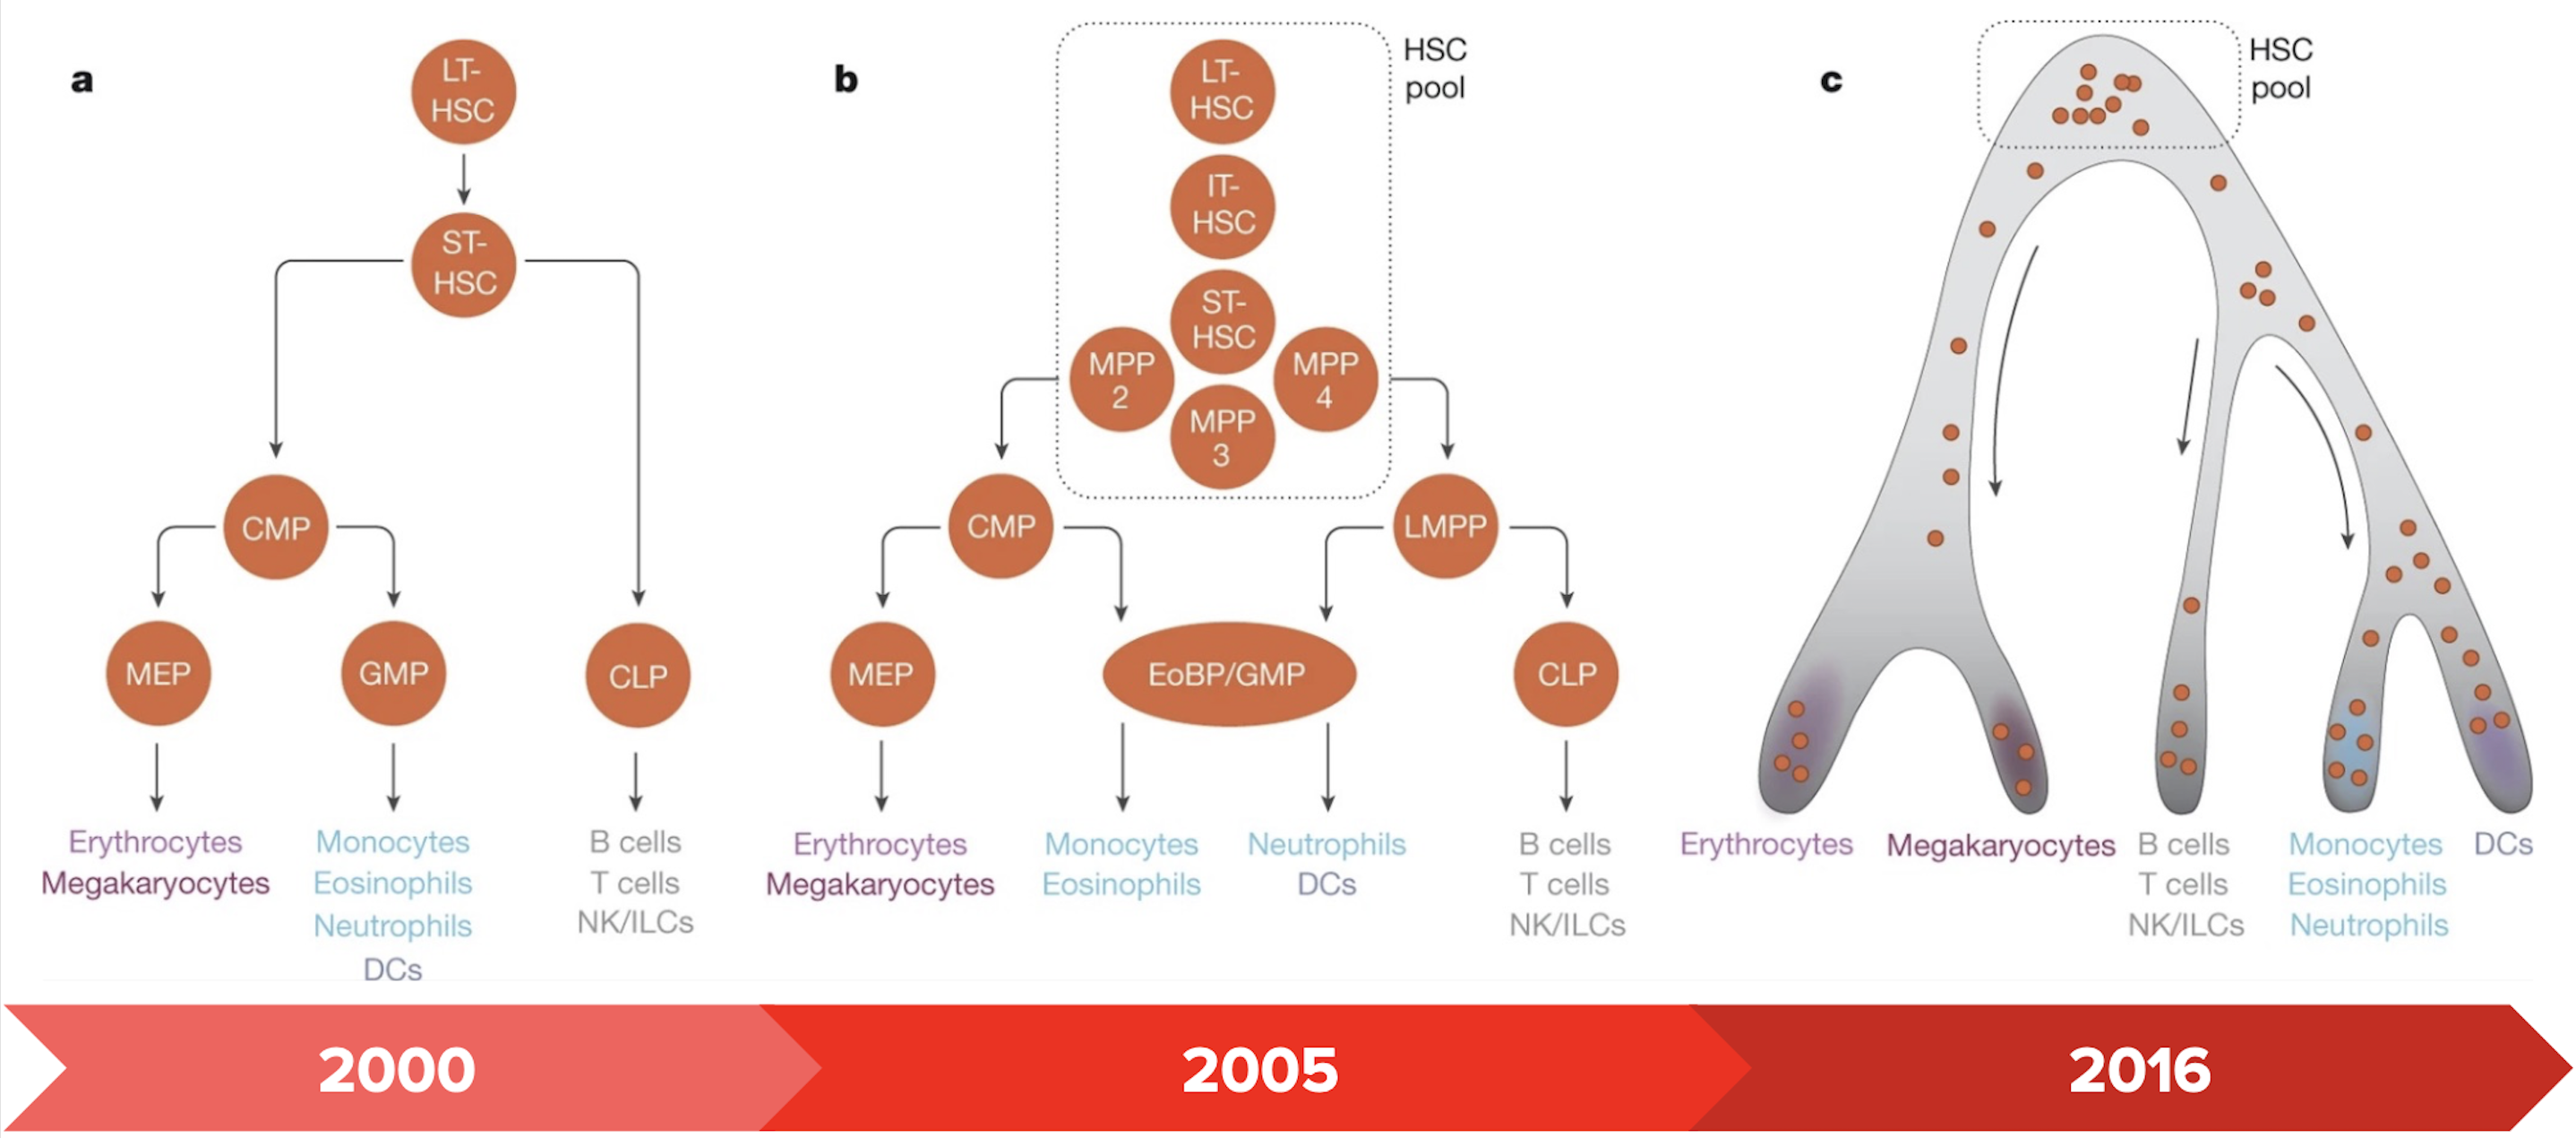 a
LT-
HSC
ST-
HSC
CMP
MEP
GMP
CLP
Erythrocytes
Megakaryocytes
Monocytes
Eosinophils
Neutrophils
DCs
B cells
T cells
NK/ILCs
b
HSC
pool
LT-
HSC
IT-
HSC
ST-
HSC
MPP
2
MPP
3
MPP
4
CMP
LMPP
MEP
EoBP/GMP
CLP
Erythrocytes
Megakaryocytes
Monocytes
Eosinophils
Neutrophils
DCs
B cells
T cells
NK/ILCs
c
HSC
pool
Erythrocytes
Megakaryocytes
B cells
T cells
NK/ILCs
Monocytes
Eosinophils
Neutrophils
DCs
2000
2005
2016